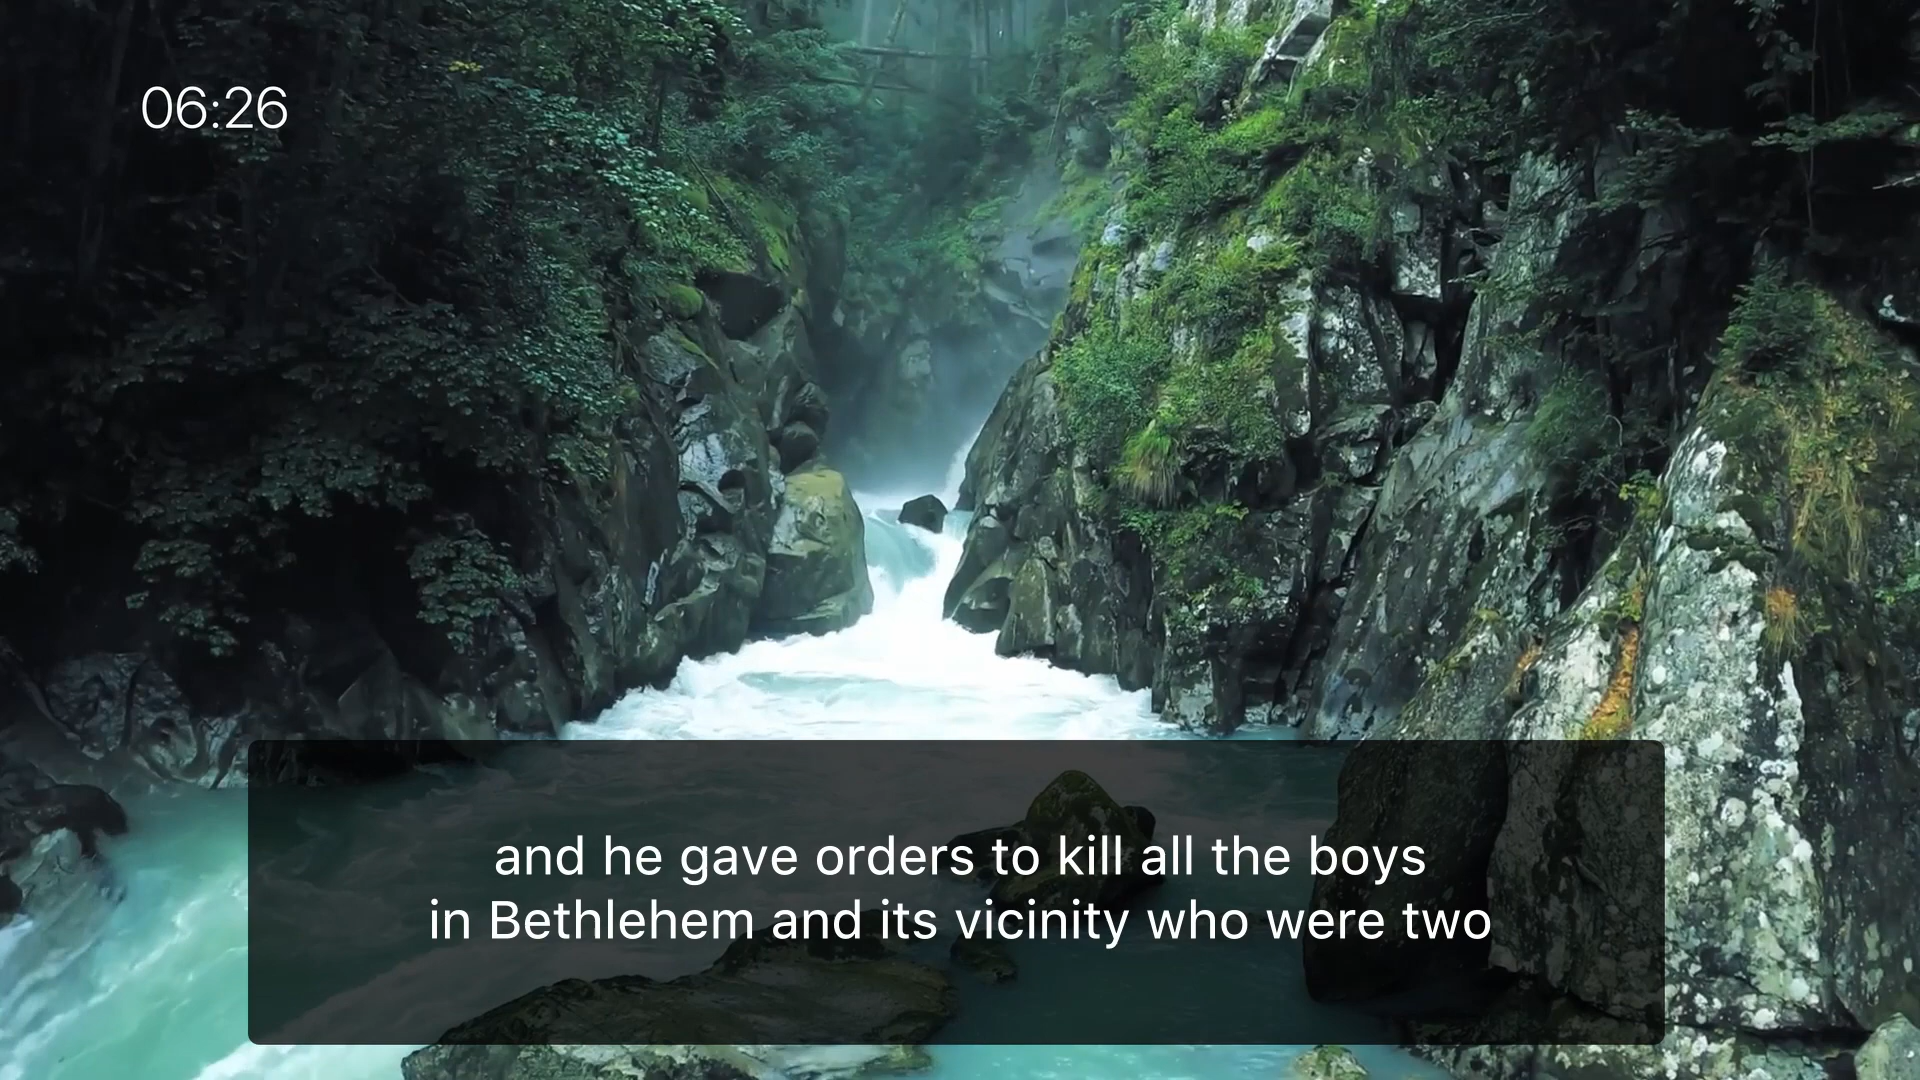 06:26
and he gave orders to kill all the boys
in Bethlehem and its vicinity who were two